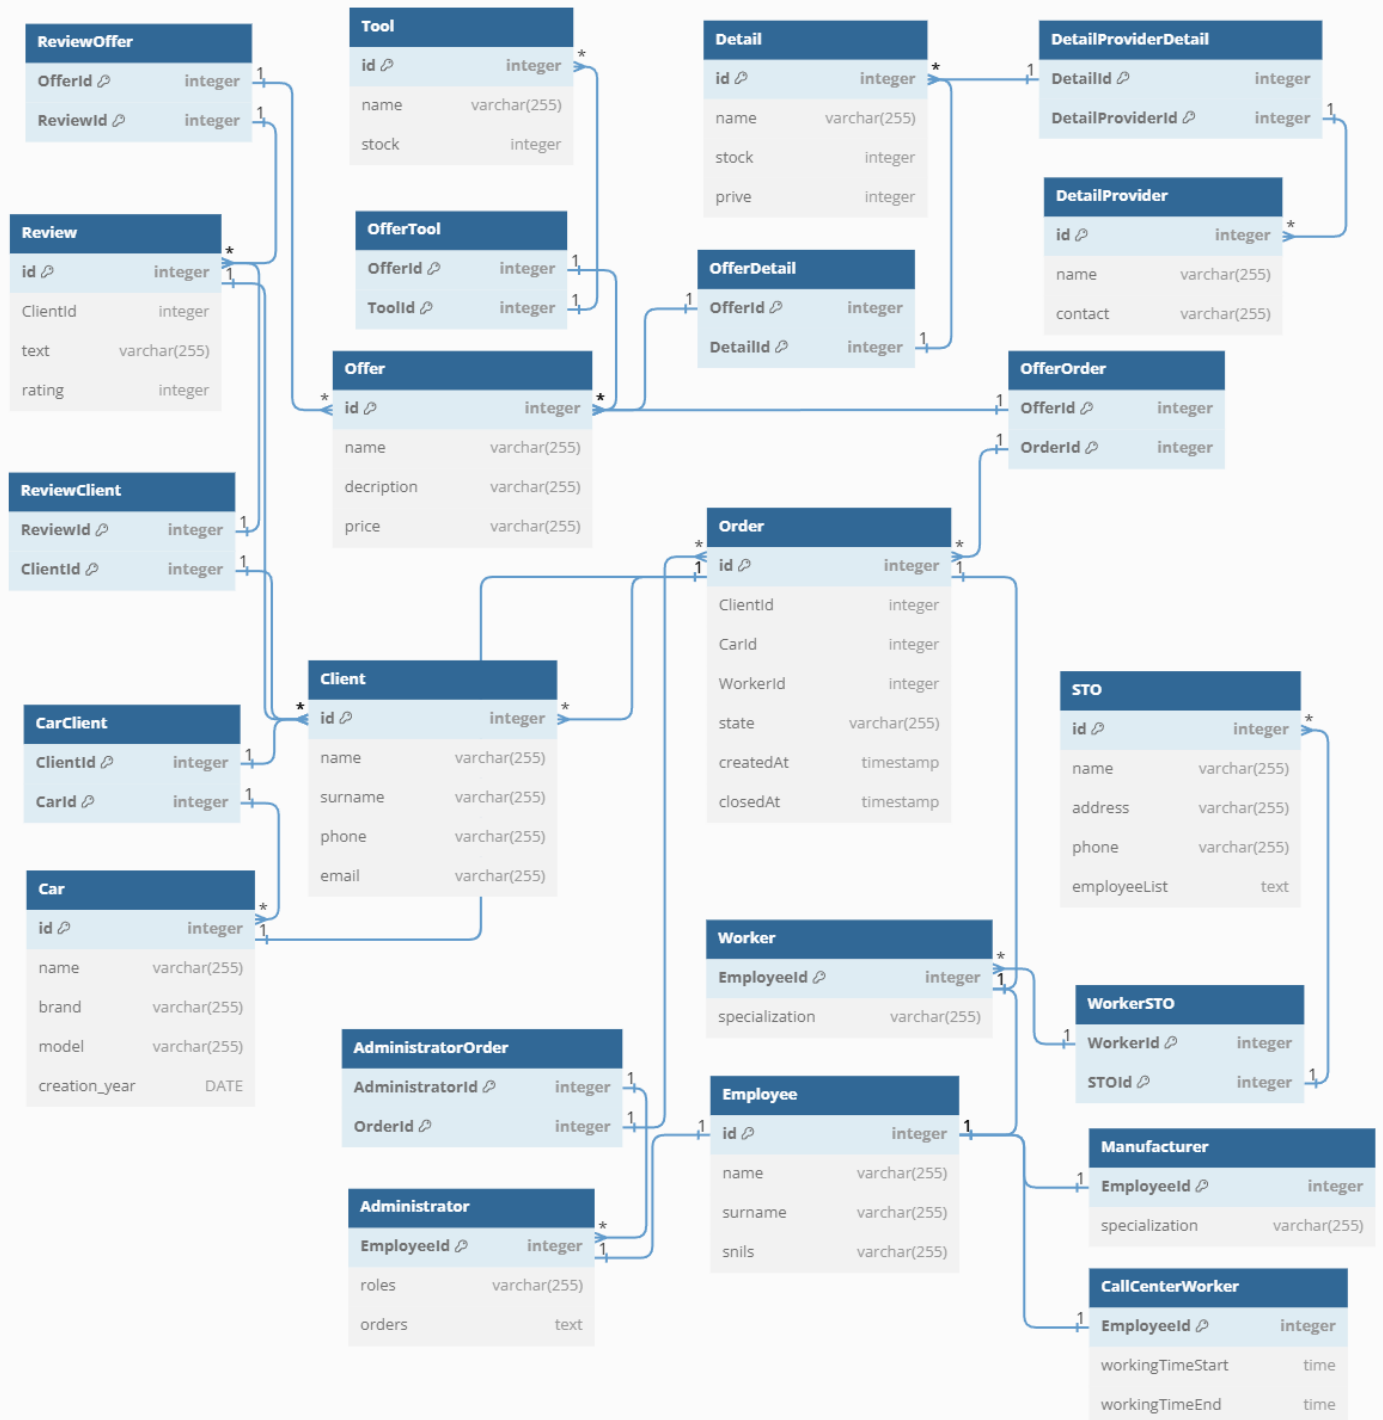 ReviewOffer
OfferId integer
ReviewId integer
Tool
id integer
name varchar(255)
stock integer
Detail
id integer
name varchar(255)
stock integer
prive integer
DetailProviderDetail
DetailId integer
DetailProviderId integer
DetailProvider
id integer
name varchar(255)
contact varchar(255)
Review
id integer
ClientId integer
text varchar(255)
rating integer
OfferTool
OfferId integer
ToolId integer
OfferDetail
OfferId integer
DetailId integer
Offer
id integer
name varchar(255)
decription varchar(255)
price varchar(255)
OfferOrder
OfferId integer
OrderId integer
ReviewClient
ReviewId integer
ClientId integer
Order
id integer
ClientId integer
CarId integer
WorkerId integer
state varchar(255)
createdAt timestamp
closedAt timestamp
Client
id integer
name varchar(255)
surname varchar(255)
phone varchar(255)
email varchar(255)
CarClient
ClientId integer
CarId integer
STO
id integer
name varchar(255)
address varchar(255)
phone varchar(255)
employeeList text
Car
id integer
name varchar(255)
brand varchar(255)
model varchar(255)
creation_year DATE
Worker
EmployeeId integer
specialization varchar(255)
WorkerSTO
WorkerId integer
STOId integer
AdministratorOrder
AdministratorId integer
OrderId integer
Employee
id integer
name varchar(255)
surname varchar(255)
snils varchar(255)
Manufacturer
EmployeeId integer
specialization varchar(255)
Administrator
EmployeeId integer
roles varchar(255)
orders text
CallCenterWorker
EmployeeId integer
workingTimeStart time
workingTimeEnd time